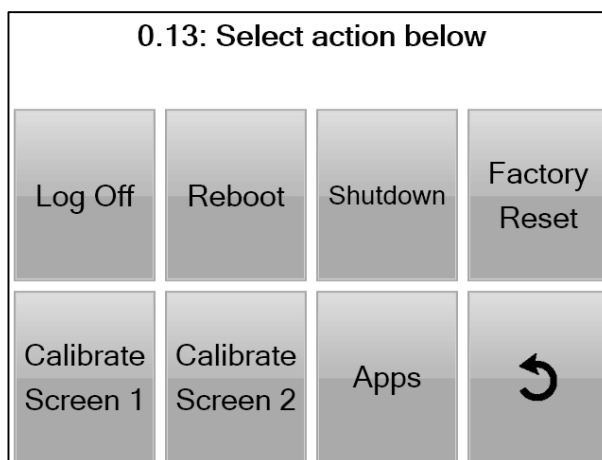 0.13: Select action below
Log Off
Reboot
Shutdown
Factory
Reset
Calibrate
Screen 1
Calibrate
Screen 2
Apps